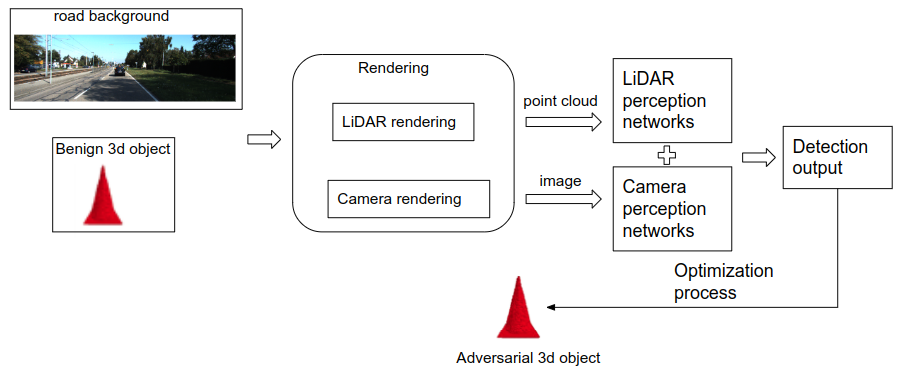 road background
Benign 3d object
Rendering
LiDAR rendering
Camera rendering
point cloud
image
LiDAR
perception
networks
Camera
perception
networks
Detection
output
Optimization
process
Adversarial 3d object